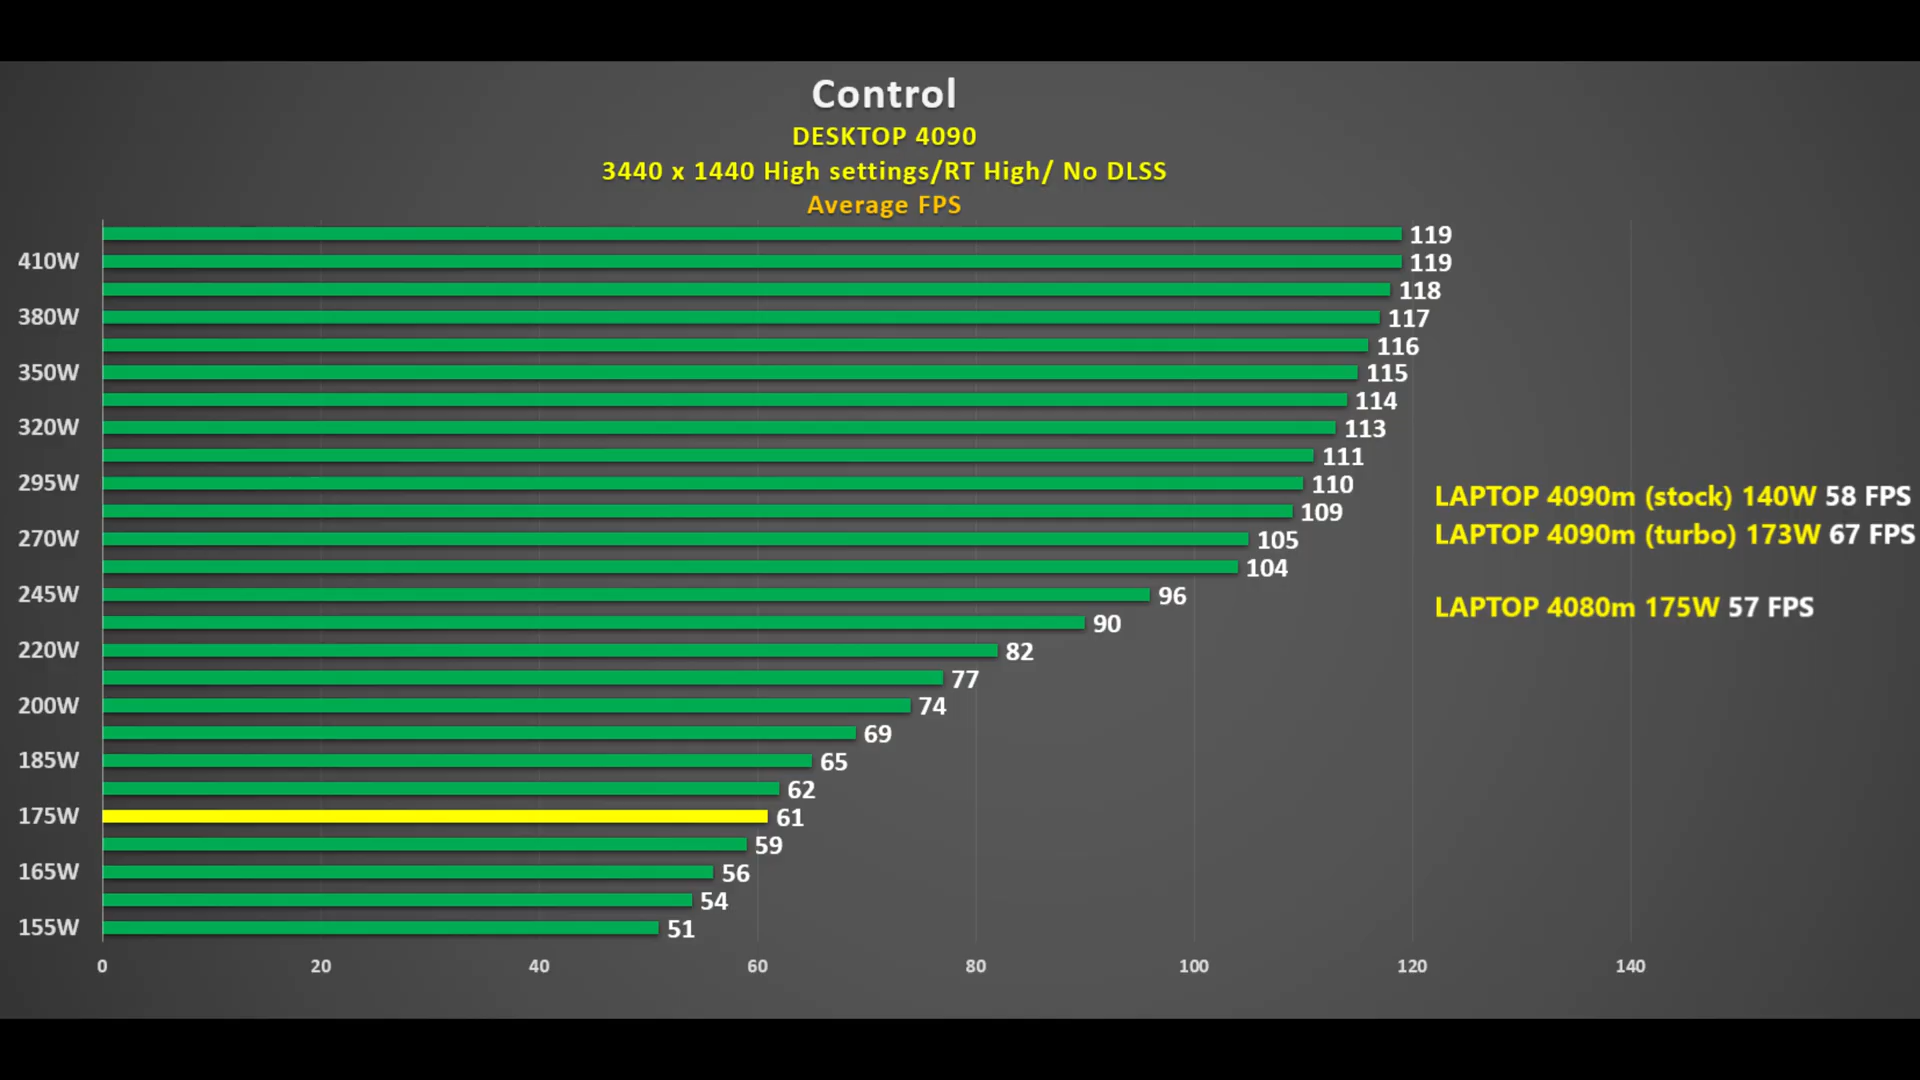 Control
DESKTOP 4090
3440 x 1440 High settings/RT High/ No DLSS
Average FPS
119
410W 119
118
380W 117
116
350W 115
114
320W 113
111
295W 110
LAPTOP 4090m (stock) 140W 58 FPS
109
LAPTOP 4090m (turbo) 173W 67 FPS
270W 105
104
245W 96
LAPTOP 4080m 175W 57 FPS
90
220W 82
77
200W 74
69
185W 65
62
175W 61
59
165W 56
54
155W 51
0 20 40 60 80 100 120 140